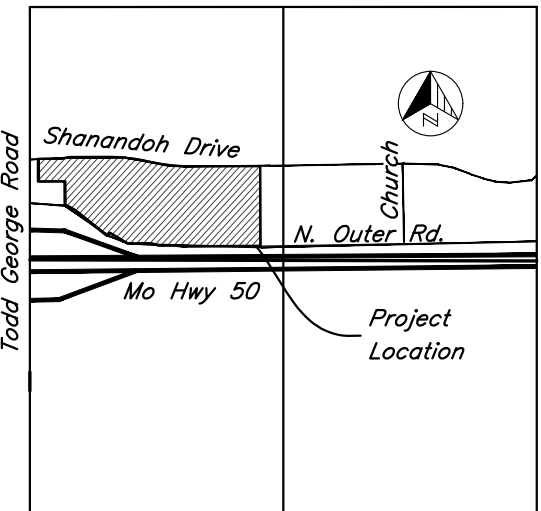 Shanandoh Drive
Todd George Road
Church
N
N. Outer Rd.
Mo Hwy 50
Project
Location